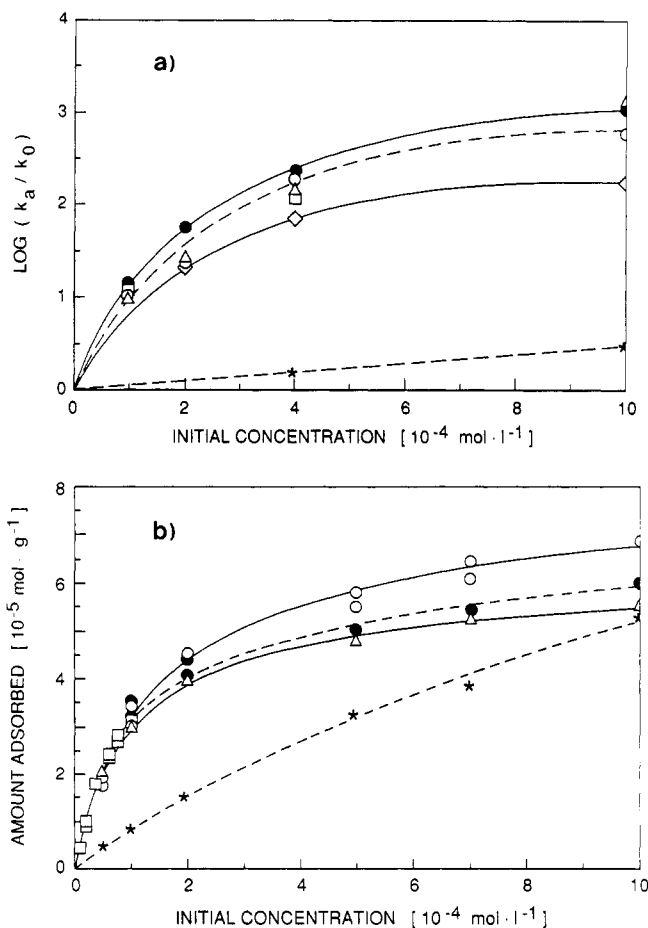 a)
4
3
2
1
0
LOG ( ka / k0 )
0 2 4 6 8 10
INITIAL CONCENTRATION [ 10-4 mol · l-1 ]
b)
8
6
4
2
0
AMOUNT ADSORBED [ 10-5 mol · g-1 ]
0 2 4 6 8 10
INITIAL CONCENTRATION [ 10-4 mol · l-1 ]